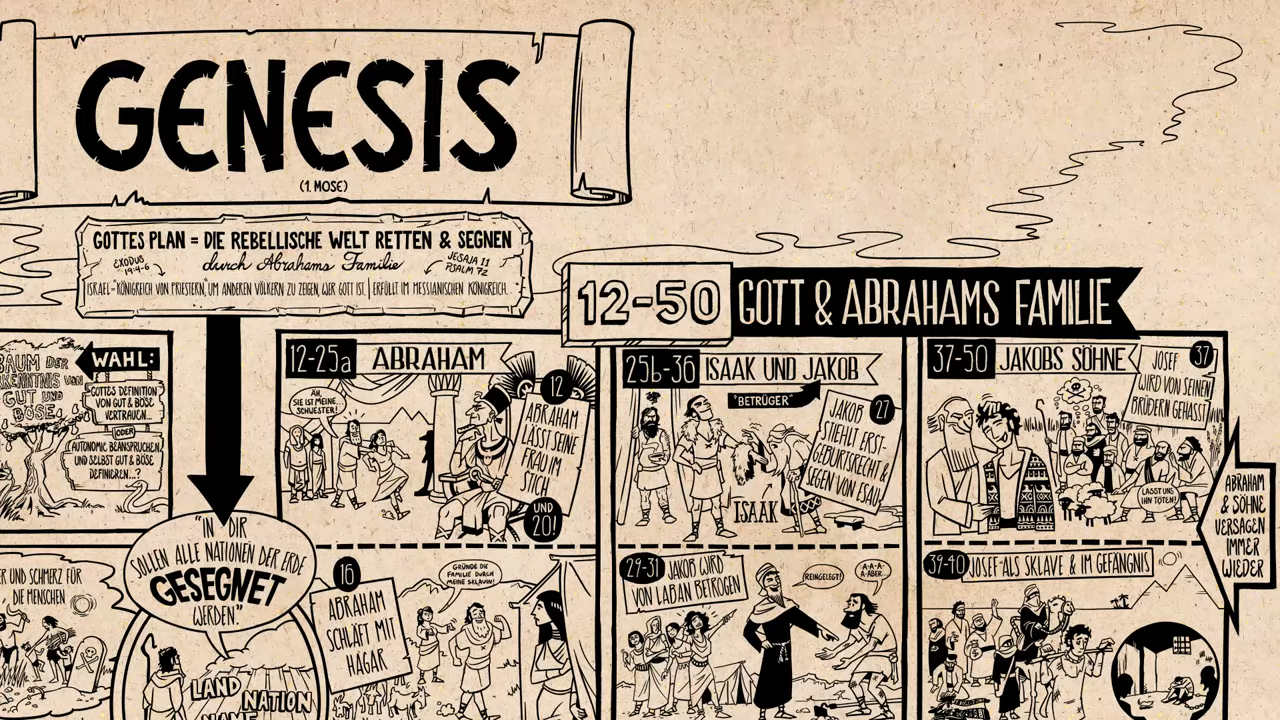 GENESIS
(1. MOSE)
GOTTES PLAN = DIE REBELLISCHE WELT RETTEN & SEGNEN
durch Abrahams Familie
EXODUS
19:4-6
JESAJA 11
PSALM 72
ISRAEL="KÖNIGREICH VON PRIESTERN", UM ANDEREN VÖLKERN ZU ZEIGEN, WER GOTT IST. | ERFÜLLT IM MESSIANISCHEN KÖNIGREICH.
12-50 GOTT & ABRAHAMS FAMILIE
BAUM DER
ERKENNTNIS VON
GUT UND
BÖSE
WAHL:
GOTTES DEFINITION
VON GUT & BÖSE
VERTRAUEN...
ODER
AUTONOMIE BEANSPRUCHEN
UND SELBST GUT & BÖSE
DEFINIEREN...?
UND SCHMERZ FÜR
DIE MENSCHEN
"IN DIR
SOLLEN ALLE NATIONEN DER ERDE
GESEGNET
WERDEN."
LAND
NATION
12-25a ABRAHAM
ÄH,
SIE IST MEINE...
SCHWESTER!
12
ABRAHAM
LÄSST SEINE
FRAU IM
STICH
UND
20!
16
ABRAHAM
SCHLÄFT MIT
HAGAR
GRÜNDE DIE
FAMILIE DURCH
MEINE SKLAVIN!
25b-36 ISAAK UND JAKOB
"BETRÜGER"
27
JAKOB
STIEHLT ERST-
GEBURTSRECHT &
SEGEN VON ESAU
ISAAK
29-31 JAKOB WIRD
VON LABAN BETROGEN
REINGELEGT!
A-A-A
A-ABER..
37-50 JAKOBS SÖHNE
37
JOSEF
WIRD VON SEINEN
BRÜDERN GEHASST
LASST UNS
IHN TÖTEN!
39-40 JOSEF ALS SKLAVE & IM GEFÄNGNIS
ABRAHAM
& SÖHNE
VERSAGEN
IMMER
WIEDER